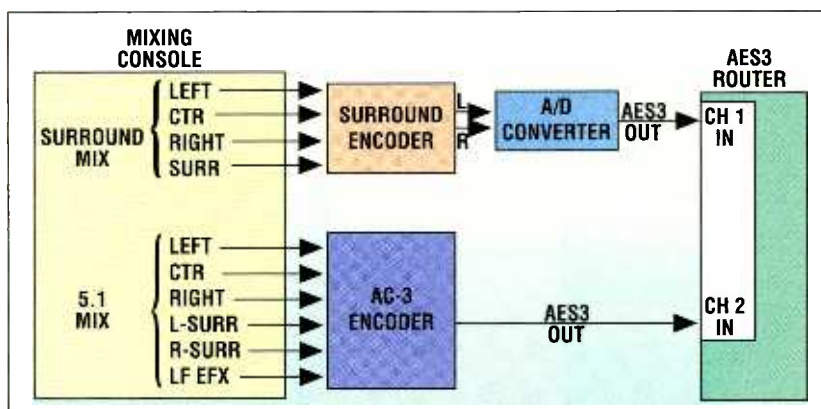 MIXING
CONSOLE
SURROUND
MIX
LEFT
CTR
RIGHT
SURR
5.1
MIX
LEFT
CTR
RIGHT
L-SURR
R-SURR
LF EFX
SURROUND
ENCODER
L
R
A/D
CONVERTER
AES3
OUT
AC-3
ENCODER
AES3
OUT
AES3
ROUTER
CH 1
IN
CH 2
IN